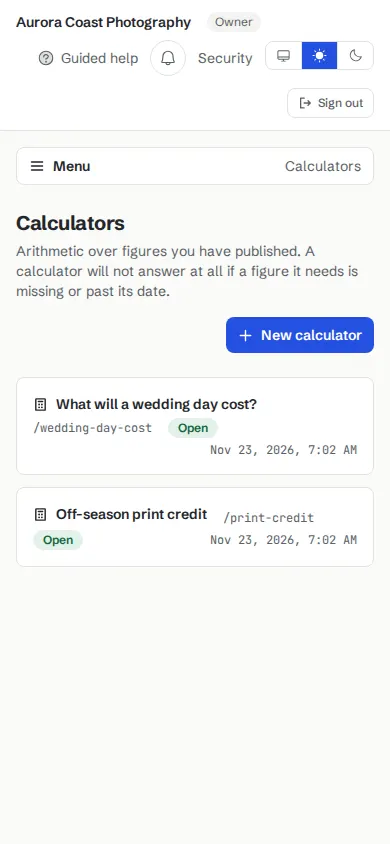 Aurora Coast Photography Owner
Guided help Security
Sign out
Menu Calculators
Calculators
Arithmetic over figures you have published. A
calculator will not answer at all if a figure it needs is
missing or past its date.
New calculator
What will a wedding day cost?
/wedding-day-cost Open
Nov 23, 2026, 7:02 AM
Off-season print credit /print-credit
Open Nov 23, 2026, 7:02 AM